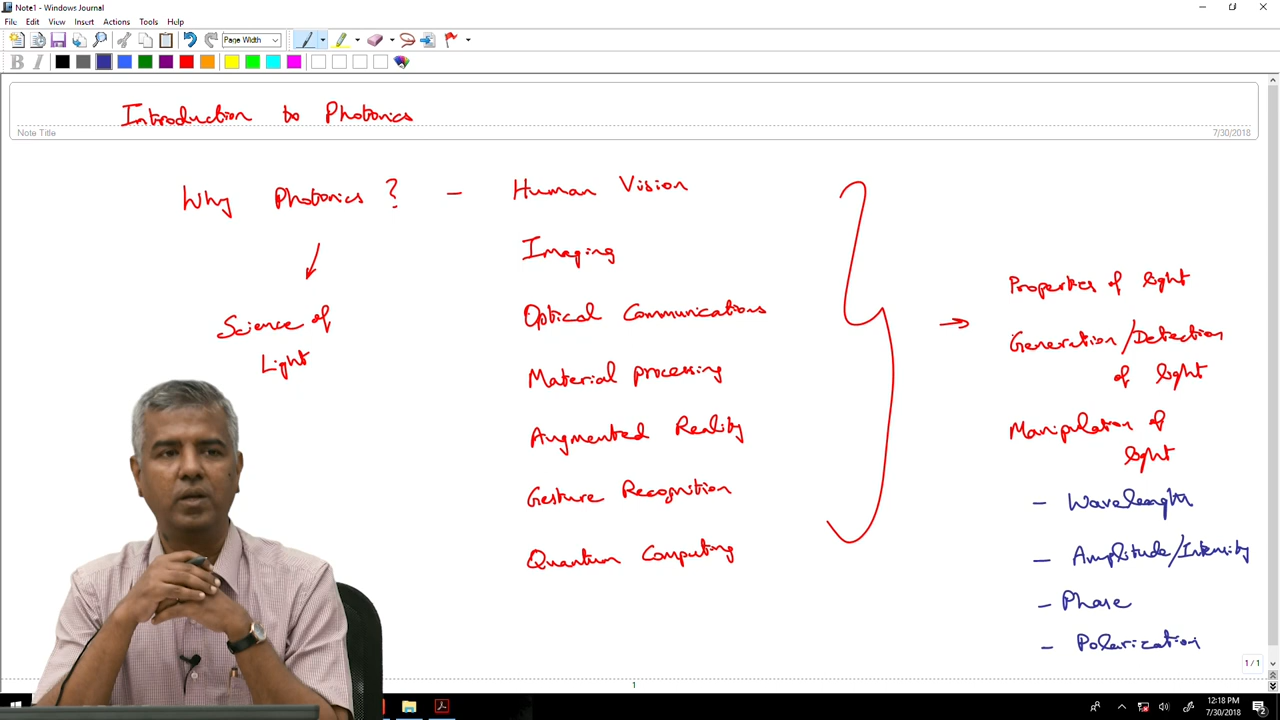 Note1 - Windows Journal
File Edit View Insert Actions Tools Help
Page Width
B I
Introduction to Photonics
Note Title
7/30/2018
Why Photonics ? - Human Vision
Imaging
Science of
Light
Optical Communications
Material processing
Augmented Reality
Gesture Recognition
Quantum Computing
→ Properties of light
Generation/Detection
of light
Manipulation of
light
- Wavelength
- Amplitude/Intensity
- Phase
- Polarization
1 / 1
1
12:18 PM
7/30/2018
2